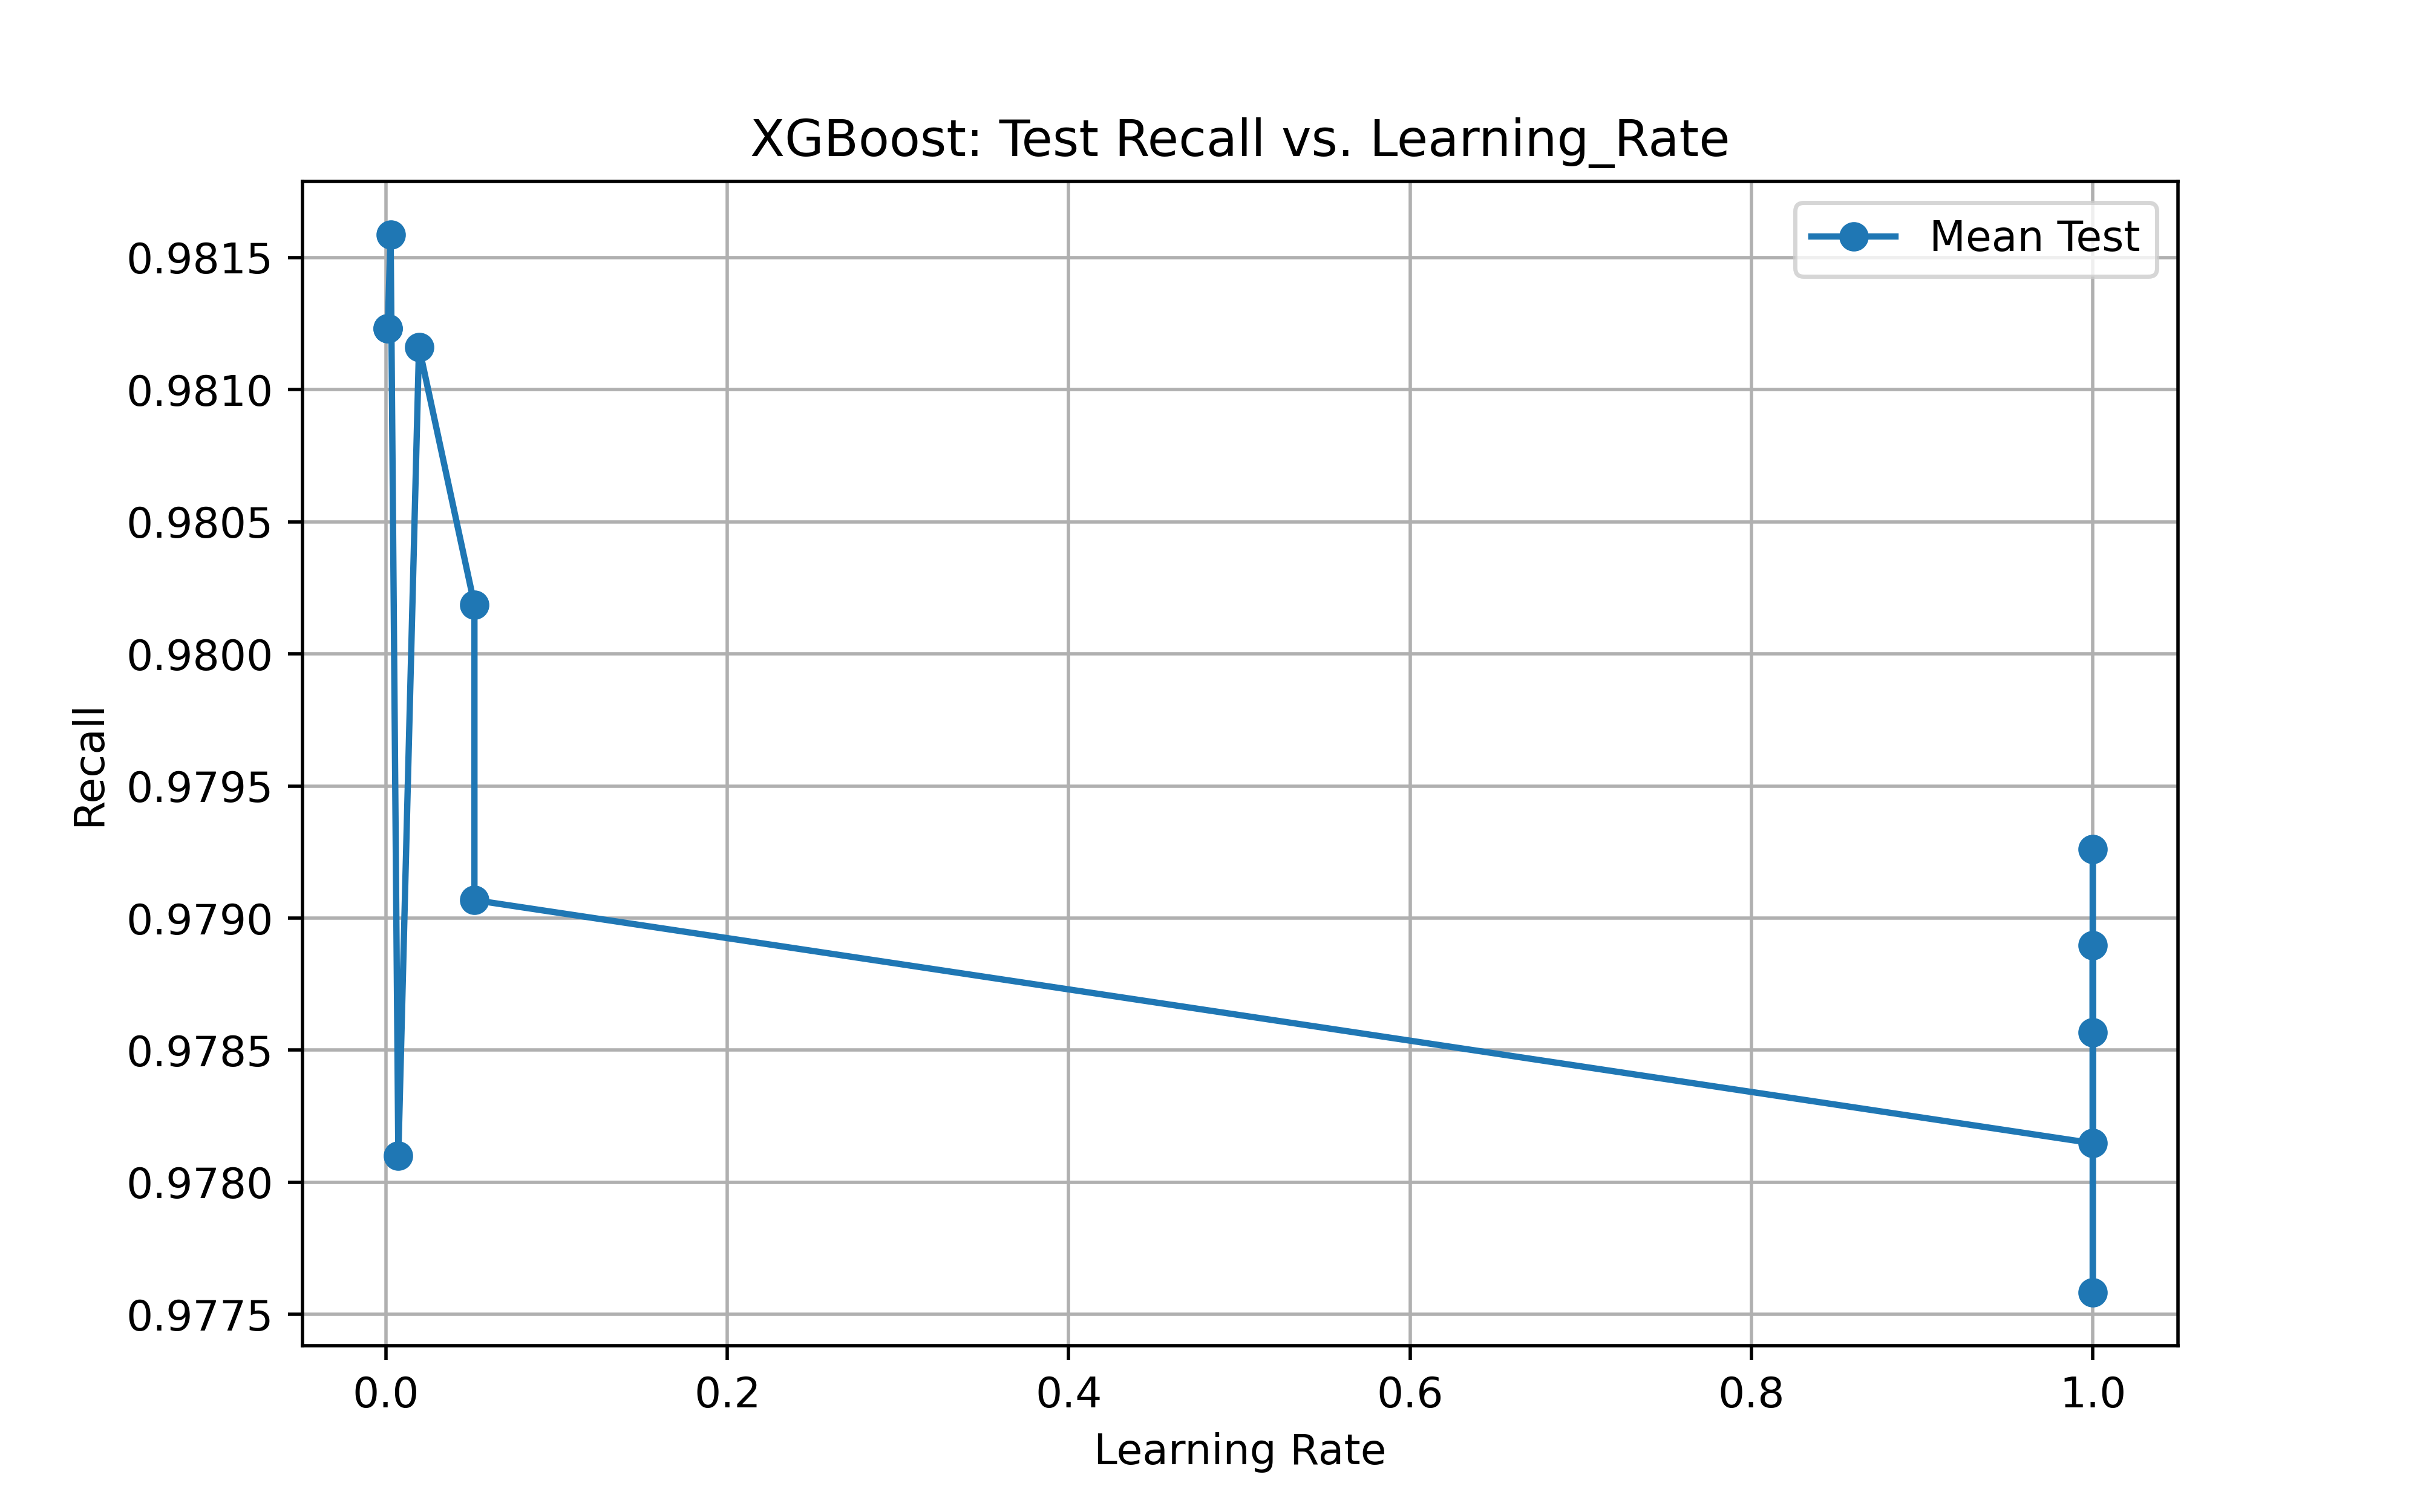 XGBoost: Test Recall vs. Learning_Rate
Mean Test
0.9815
0.9810
0.9805
0.9800
0.9795
0.9790
0.9785
0.9780
0.9775
Recall
0.0 0.2 0.4 0.6 0.8 1.0
Learning Rate